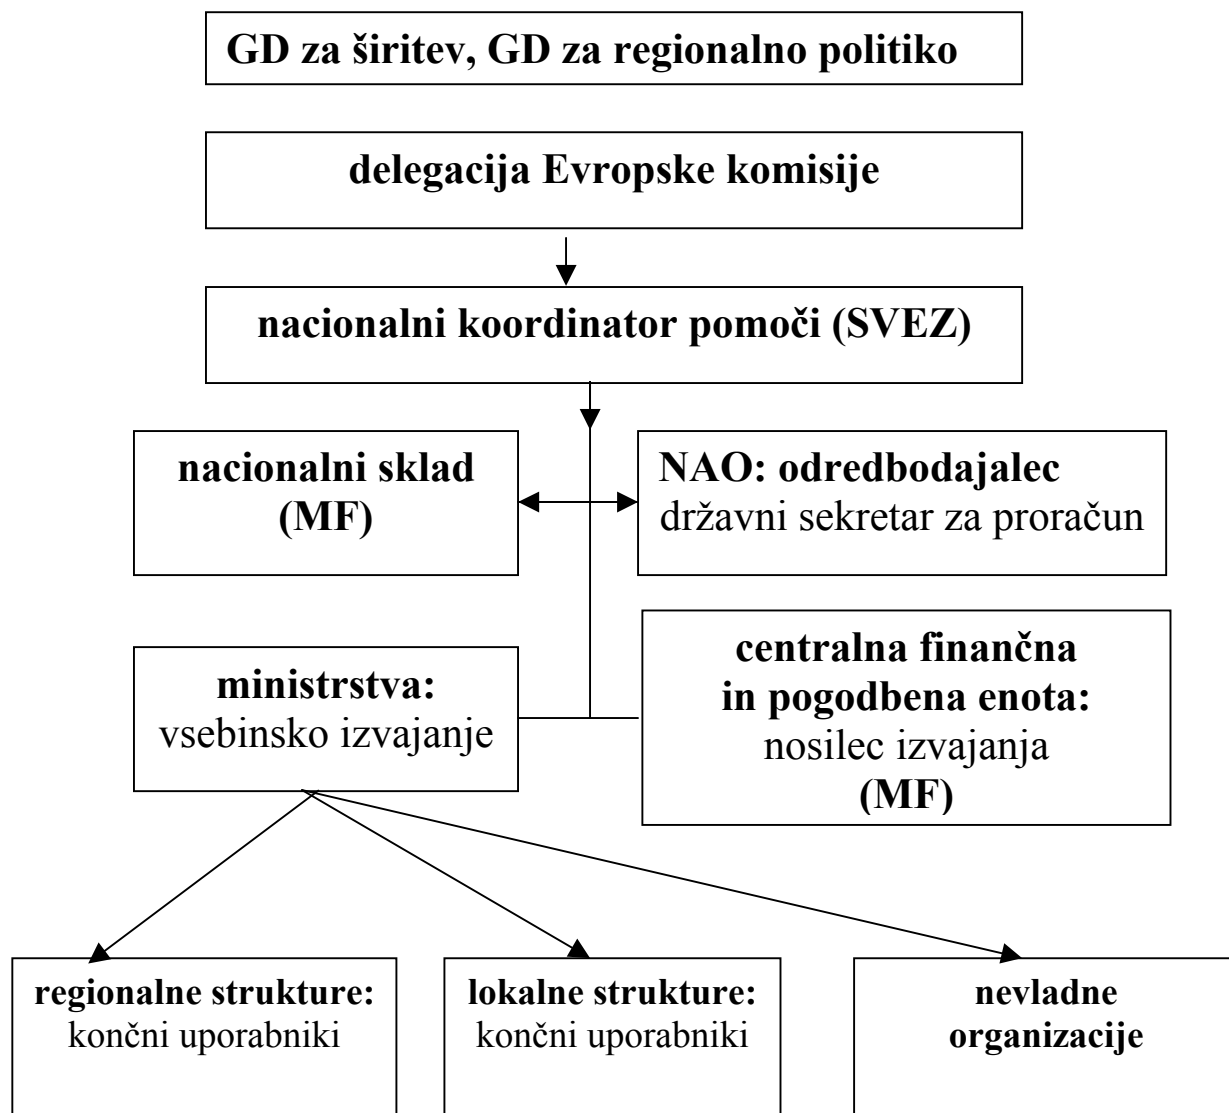 GD za širitev, GD za regionalno politiko
delegacija Evropske komisije
nacionalni koordinator pomoči (SVEZ)
nacionalni sklad
(MF)
NAO: odredbodajalec
državni sekretar za proračun
ministrstva:
vsebinsko izvajanje
centralna finančna
in pogodbena enota:
nosilec izvajanja
(MF)
regionalne strukture:
končni uporabniki
lokalne strukture:
končni uporabniki
nevladne
organizacije